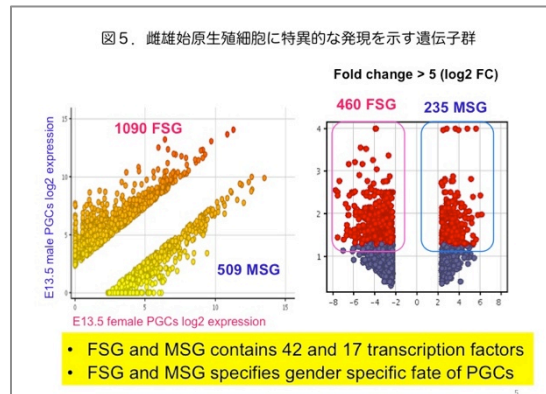 図5. 雌雄始原生殖細胞に特異的な発現を示す遺伝子群
Fold change > 5 (log2 FC)
1090 FSG
509 MSG
460 FSG
235 MSG
E13.5 male PGCs log2 expression
15
10
5
0
0
5
10
15
E13.5 female PGCs log2 expression
4
3
2
1
-8
-6
-4
-2
0
2
4
6
8
• FSG and MSG contains 42 and 17 transcription factors
• FSG and MSG specifies gender specific fate of PGCs
5